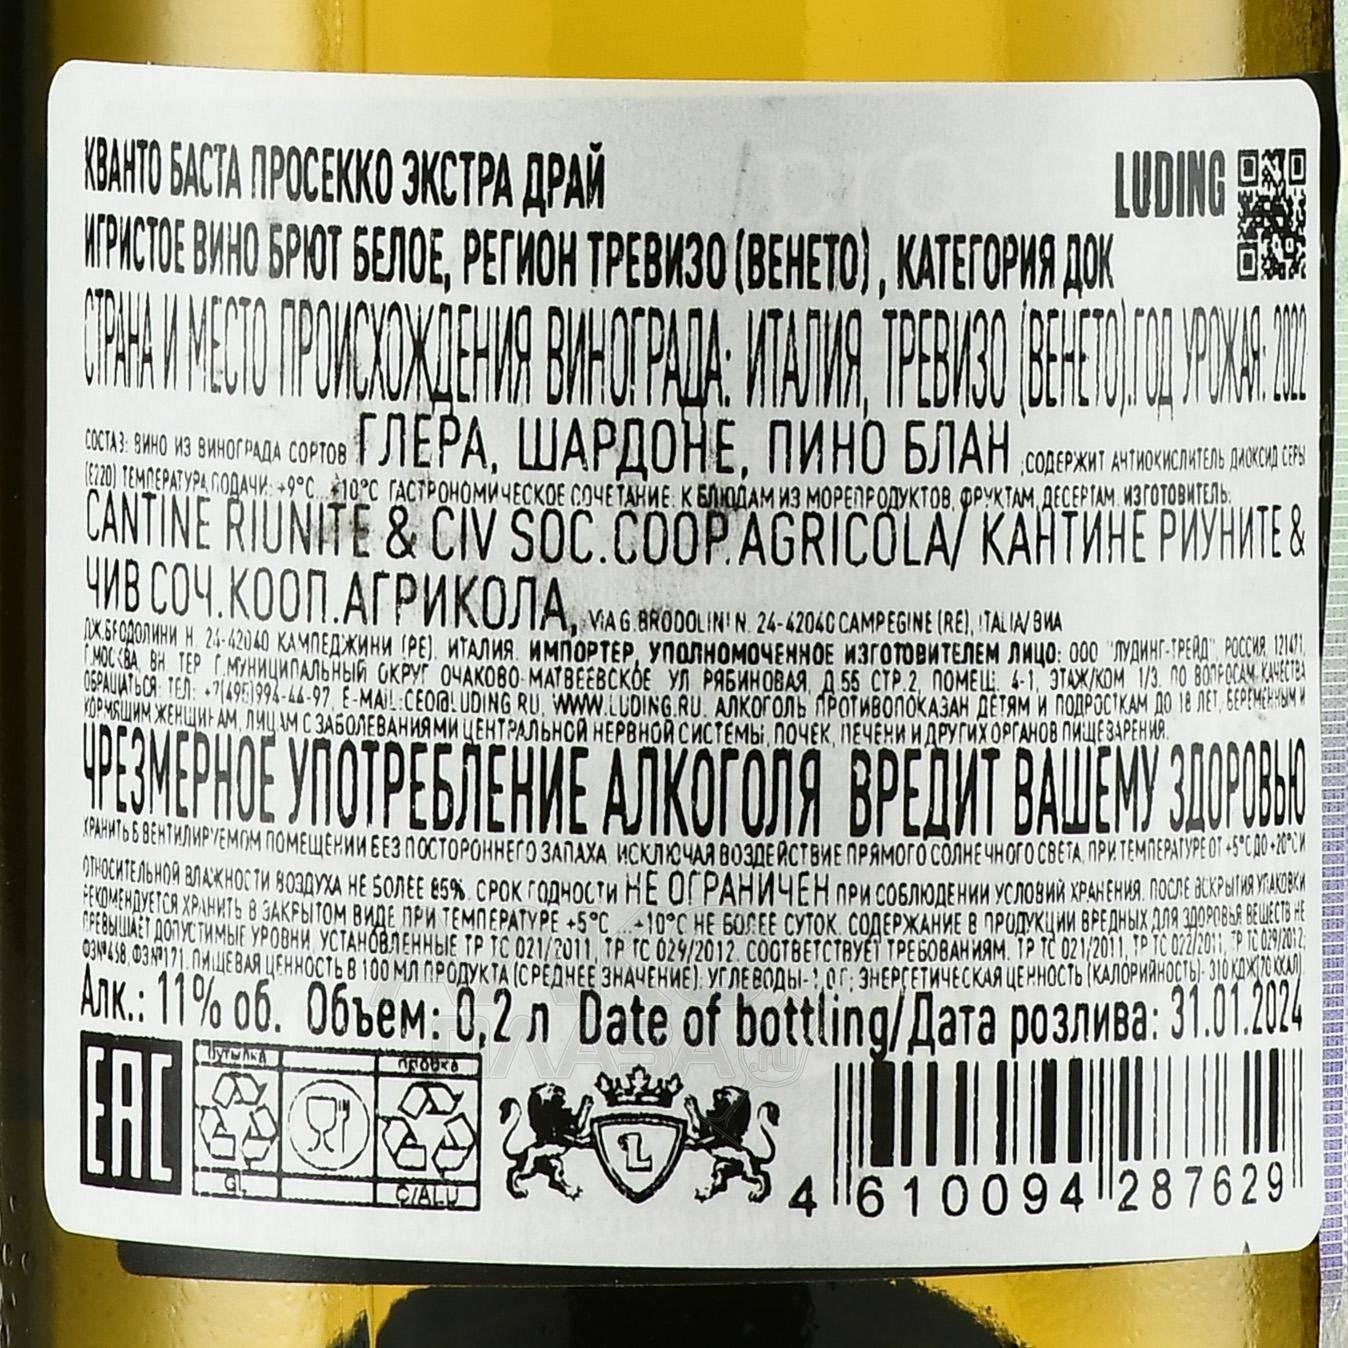 КВАНТО БАСТА ПРОСЕККО ЭКСТРА ДРАЙ
LUDING
ИГРИСТОЕ ВИНО БРЮТ БЕЛОЕ, РЕГИОН ТРЕВИЗО (ВЕНЕТО) , КАТЕГОРИЯ ДОК
СТРАНА И МЕСТО ПРОИСХОЖДЕНИЯ ВИНОГРАДА: ИТАЛИЯ, ТРЕВИЗО (ВЕНЕТО).ГОД УРОЖАЯ: 2022
СОСТАВ: ВИНО ИЗ ВИНОГРАДА СОРТОВ ГЛЕРА, ШАРДОНЕ, ПИНО БЛАН ,СОДЕРЖИТ АНТИОКИСЛИТЕЛЬ ДИОКСИД СЕРЫ
(Е220) ТЕМПЕРАТУРА ПОДАЧИ: +9°C...+10°C ГАСТРОНОМИЧЕСКОЕ СОЧЕТАНИЕ: К БЛЮДАМ ИЗ МОРЕПРОДУКТОВ, ФРУКТАМ, ДЕСЕРТАМ. ИЗГОТОВИТЕЛЬ:
CANTINE RIUNITE & CIV SOC.COOP.AGRICOLA/ КАНТИНЕ РИУНИТЕ &
ЧИВ СОЧ.КООП.АГРИКОЛА, VIA G. BRODOLINI N. 24-42040 CAMPEGINE (RE), ITALIA/ ВИА
ДЖ.БРОДОЛИНИ Н. 24-42040 КАМПЕДЖИНИ (РЕ), ИТАЛИЯ. ИМПОРТЕР, УПОЛНОМОЧЕННОЕ ИЗГОТОВИТЕЛЕМ ЛИЦО: ООО "ЛУДИНГ-ТРЕЙД", РОССИЯ, 121471,
Г.МОСКВА, ВН. ТЕР. Г.МУНИЦИПАЛЬНЫЙ ОКРУГ ОЧАКОВО-МАТВЕЕВСКОЕ, УЛ. РЯБИНОВАЯ, Д.55 СТР.2, ПОМЕЩ. 4-1, ЭТАЖ/КОМ 1/3. ПО ВОПРОСАМ КАЧЕСТВА
ОБРАЩАТЬСЯ: ТЕЛ: +7(495)994-44-97, E-MAIL:CEO@LUDING.RU, WWW.LUDING.RU. АЛКОГОЛЬ ПРОТИВОПОКАЗАН ДЕТЯМ И ПОДРОСТКАМ ДО 18 ЛЕТ, БЕРЕМЕННЫМ И
КОРМЯЩИМ ЖЕНЩИНАМ, ЛИЦАМ С ЗАБОЛЕВАНИЯМИ ЦЕНТРАЛЬНОЙ НЕРВНОЙ СИСТЕМЫ, ПОЧЕК, ПЕЧЕНИ И ДРУГИХ ОРГАНОВ ПИЩЕВАРЕНИЯ.
ЧРЕЗМЕРНОЕ УПОТРЕБЛЕНИЕ АЛКОГОЛЯ ВРЕДИТ ВАШЕМУ ЗДОРОВЬЮ
ХРАНИТЬ В ВЕНТИЛИРУЕМОМ ПОМЕЩЕНИИ БЕЗ ПОСТОРОННЕГО ЗАПАХА, ИСКЛЮЧАЯ ВОЗДЕЙСТВИЕ ПРЯМОГО СОЛНЕЧНОГО СВЕТА, ПРИ ТЕМПЕРАТУРЕ ОТ +5°C ДО +20°C И
ОТНОСИТЕЛЬНОЙ ВЛАЖНОСТИ ВОЗДУХА НЕ БОЛЕЕ 85%. СРОК ГОДНОСТИ НЕ ОГРАНИЧЕН ПРИ СОБЛЮДЕНИИ УСЛОВИЙ ХРАНЕНИЯ. ПОСЛЕ ВСКРЫТИЯ УПАКОВКИ
РЕКОМЕНДУЕТСЯ ХРАНИТЬ В ЗАКРЫТОМ ВИДЕ ПРИ ТЕМПЕРАТУРЕ +5°C ...+10°C НЕ БОЛЕЕ СУТОК. СОДЕРЖАНИЕ В ПРОДУКЦИИ ВРЕДНЫХ ДЛЯ ЗДОРОВЬЯ ВЕЩЕСТВ НЕ
ПРЕВЫШАЕТ ДОПУСТИМЫЕ УРОВНИ, УСТАНОВЛЕННЫЕ ТР ТС 021/2011, ТР ТС 029/2012. СООТВЕТСТВУЕТ ТРЕБОВАНИЯМ: ТР ТС 021/2011, ТР ТС 022/2011, ТР ТС 029/2012,
ФЗ№468, ФЗ№171. ПИЩЕВАЯ ЦЕННОСТЬ В 100 МЛ ПРОДУКТА (СРЕДНЕЕ ЗНАЧЕНИЕ): УГЛЕВОДЫ-1,0 Г; ЭНЕРГЕТИЧЕСКАЯ ЦЕННОСТЬ (КАЛОРИЙНОСТЬ)- 310 КДЖ(70 ККАЛ)
Алк.: 11% об. Объем: 0,2 л Date of bottling/Дата розлива: 31.01.2024
EAC
бутылка
пробка
GL
C/ALU
L
4 610094 287629